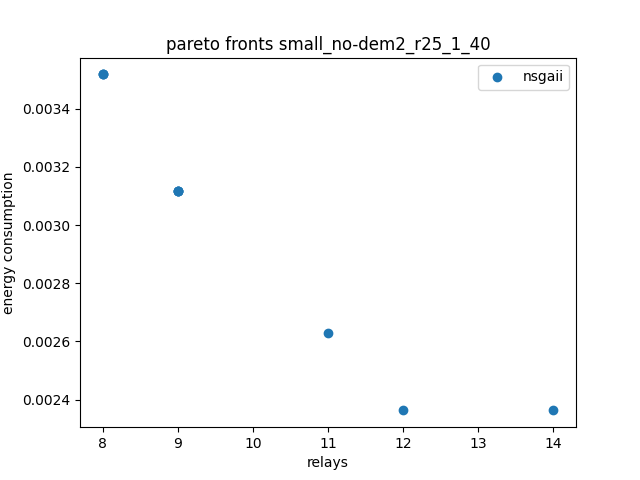 pareto fronts small_no-dem2_r25_1_40
nsgaii
0.0034
0.0032
0.0030
0.0028
0.0026
0.0024
energy consumption
8 9 10 11 12 13 14
relays